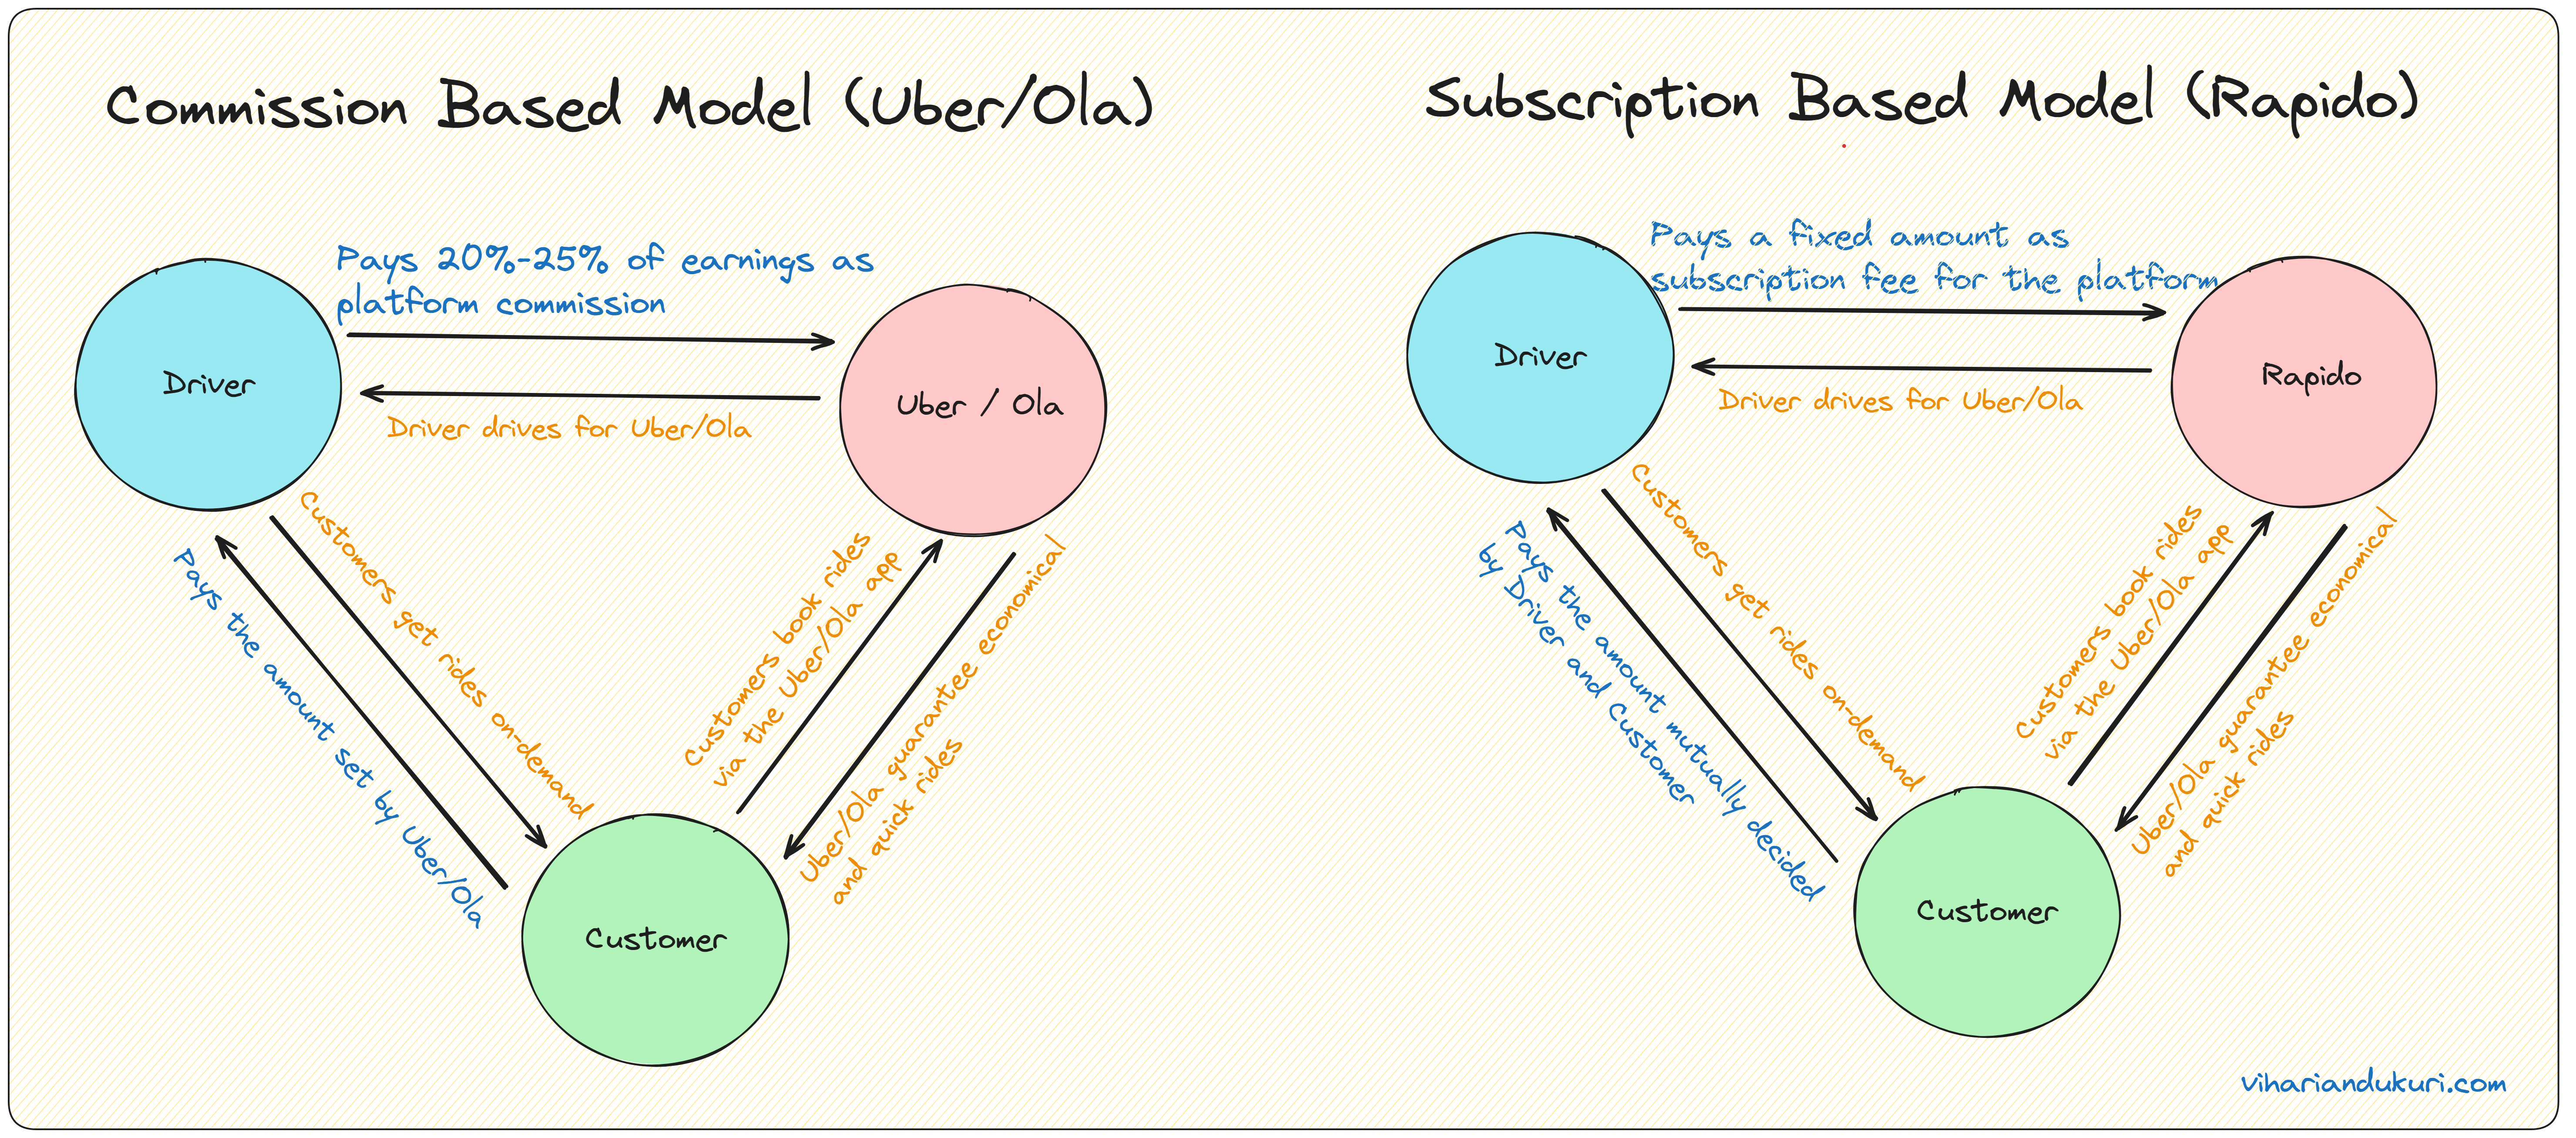 Commission Based Model (Uber/Ola)
Pays 20%-25% of earnings as
platform commission
Driver
Uber / Ola
Driver drives for Uber/Ola
Customers get rides on-demand
Pays the amount set by Uber/Ola
Customers book rides
via the Uber/Ola app
Uber/Ola guarantee economical
and quick rides
Customer
Subscription Based Model (Rapido)
Pays a fixed amount as
subscription fee for the platform
Driver
Rapido
Driver drives for Uber/Ola
Customers get rides on-demand
Pays the amount mutually decided
by Driver and Customer
Customers book rides
via the Uber/Ola app
Uber/Ola guarantee economical
and quick rides
Customer
vihariandukuri.com